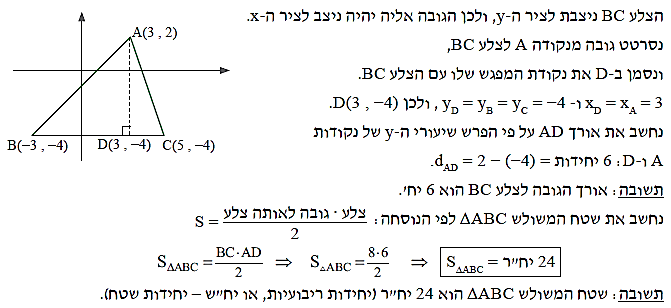 הצלע BC ניצבת לציר ה-y, ולכן הגובה אליה יהיה ניצב לציר ה-x.
נסרטט גובה מנקודה A לצלע BC,
ונסמן ב-D את נקודת המפגש שלו עם הצלע BC.
x_D = x_A = 3 ו- y_D = y_B = y_C = −4 , ולכן D(3 , −4).
נחשב את אורך AD על פי הפרש שיעורי ה-y של נקודות
A ו-D : 6 יחידות = d_AD = 2 − (−4).
תשובה : אורך הגובה לצלע BC הוא 6 יח׳.
נחשב את שטח המשולש ΔABC לפי הנוסחה : S = צלע · גובה לאותה צלע / 2
S_ΔABC = BC·AD / 2 ⇒ S_ΔABC = 8·6 / 2 ⇒ S_ΔABC = 24 יח״ר
תשובה : שטח המשולש ΔABC הוא 24 יח״ר (יחידות ריבועיות, או יח״ש – יחידות שטח).
A(3 , 2)
B(−3 , −4)
D(3 , −4)
C(5 , −4)